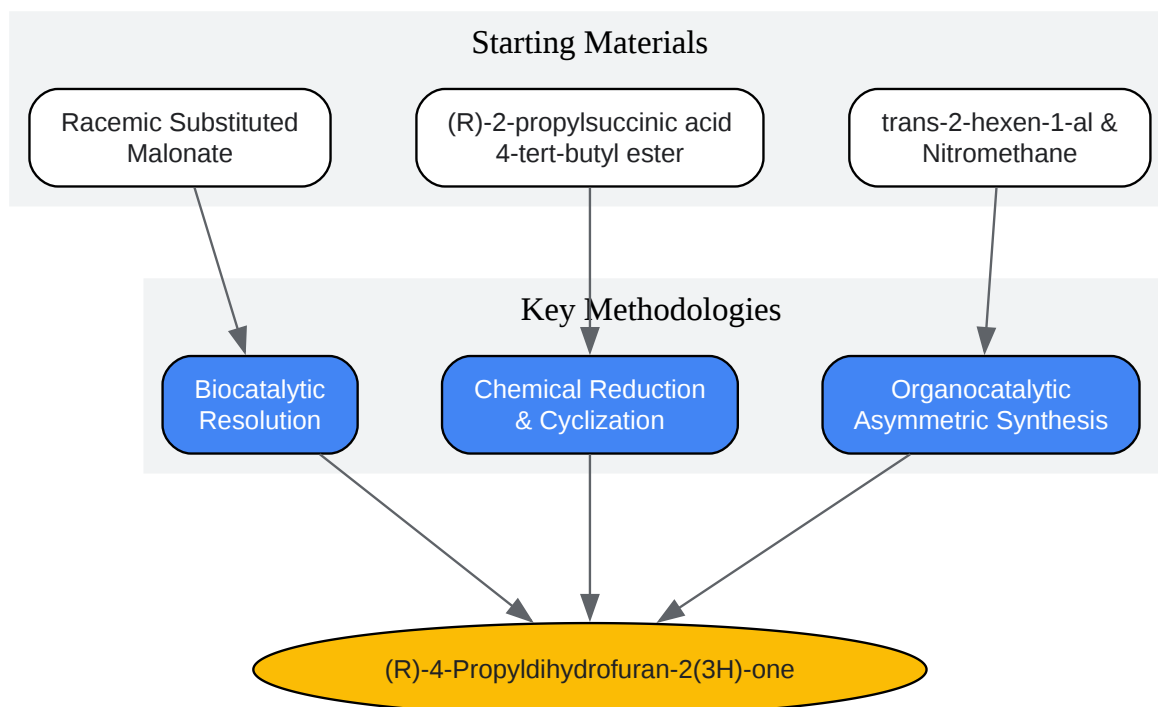 Starting Materials
Racemic Substituted
Malonate
(R)-2-propylsuccinic acid
4-tert-butyl ester
trans-2-hexen-1-al &
Nitromethane
Key Methodologies
Biocatalytic
Resolution
Chemical Reduction
& Cyclization
Organocatalytic
Asymmetric Synthesis
(R)-4-Propyldihydrofuran-2(3H)-one